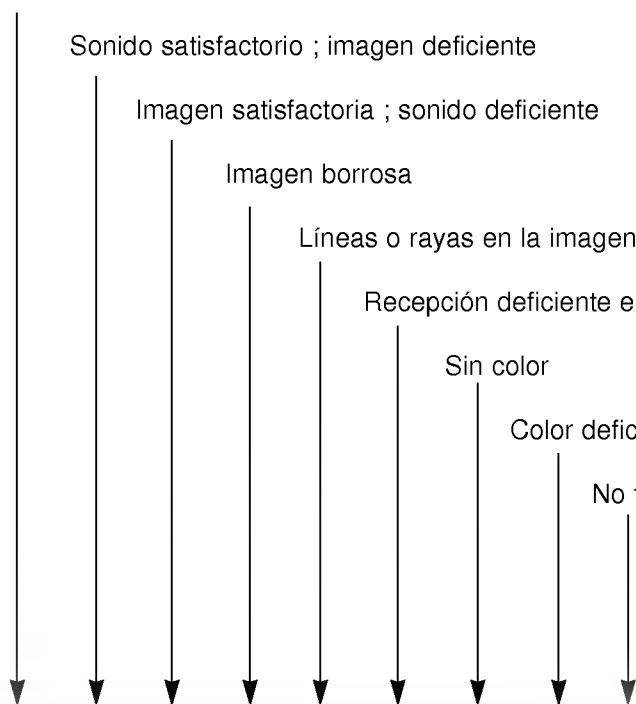 Sonido satisfactorio ; imagen deficiente
Imagen satisfactoria ; sonido deficiente
Imagen borrosa
Líneas o rayas en la imagen
Recepción deficiente
Sin color
Color
No